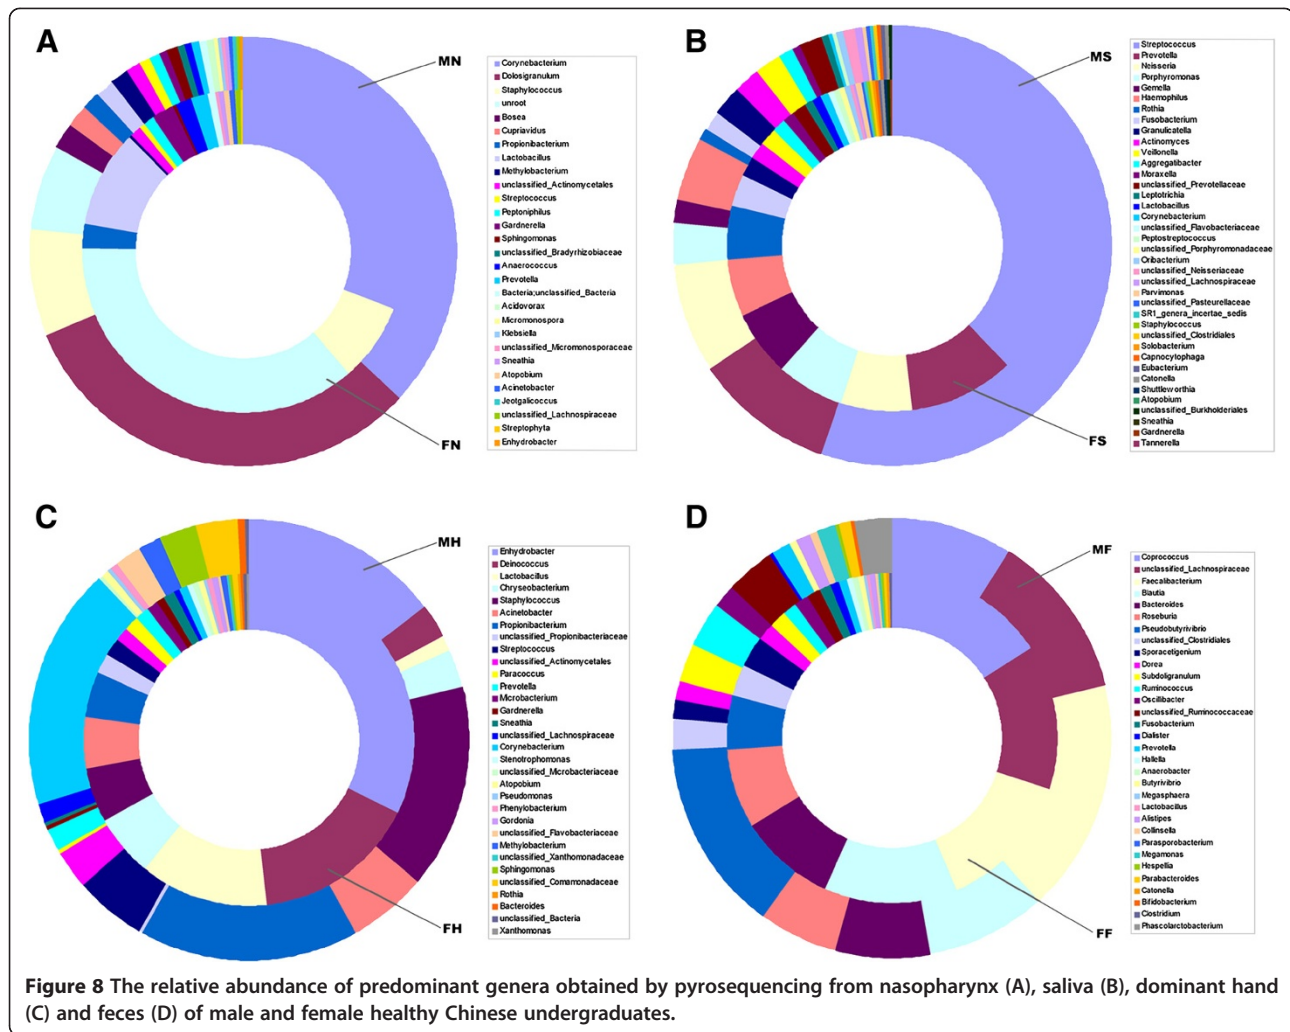 A
MN
FN
Corynebacterium
Dolosigranulum
Staphylococcus
unroot
Bosea
Cupriavidus
Propionibacterium
Lactobacillus
Methylobacterium
unclassified_Actinomycetales
Streptococcus
Peptoniphilus
Gardnerella
Sphingomonas
unclassified_Bradyrhizobiaceae
Anaerococcus
Prevotella
Bacteria;unclassified_Bacteria
Acidovorax
Micromonospora
Klebsiella
unclassified_Micromonosporaceae
Sneathia
Atopobium
Acinetobacter
Jeotgalicoccus
unclassified_Lachnospiraceae
Streptophyta
Enhydrobacter
B
MS
FS
Streptococcus
Prevotella
Neisseria
Porphyromonas
Gemella
Haemophilus
Rothia
Fusobacterium
Granulicatella
Actinomyces
Veillonella
Aggregatibacter
Moraxella
unclassified_Prevotellaceae
Leptotrichia
Lactobacillus
Corynebacterium
unclassified_Flavobacteriaceae
Peptostreptococcus
unclassified_Porphyromonadaceae
Oribacterium
unclassified_Neisseriaceae
unclassified_Lachnospiraceae
Parvimonas
unclassified_Pasteurellaceae
SR1_genera_incertae_sedis
Staphylococcus
unclassified_Clostridiales
Solobacterium
Capnocytophaga
Eubacterium
Catonella
Shuttleworthia
Atopobium
unclassified_Burkholderiales
Sneathia
Gardnerella
Tannerella
C
MH
FH
Enhydrobacter
Deinococcus
Lactobacillus
Chryseobacterium
Staphylococcus
Acinetobacter
Propionibacterium
unclassified_Propionibacteriaceae
Streptococcus
unclassified_Actinomycetales
Paracoccus
Prevotella
Microbacterium
Gardnerella
Sneathia
unclassified_Lachnospiraceae
Corynebacterium
Stenotrophomonas
unclassified_Microbacteriaceae
Atopobium
Pseudomonas
Phenylobacterium
Gordonia
unclassified_Flavobacteriaceae
Methylobacterium
unclassified_Xanthomonadaceae
Sphingomonas
unclassified_Comamonadaceae
Rothia
Bacteroides
unclassified_Bacteria
Xanthomonas
D
MF
FF
Coprococcus
unclassified_Lachnospiraceae
Faecalibacterium
Blautia
Bacteroides
Roseburia
Pseudobutyrivibrio
unclassified_Clostridiales
Sporacetigenium
Dorea
Subdoligranulum
Ruminococcus
Oscillibacter
unclassified_Ruminococcaceae
Fusobacterium
Dialister
Prevotella
Hallella
Anaerobacter
Butyrivibrio
Megasphaera
Lactobacillus
Alistipes
Collinsella
Parasporobacterium
Megamonas
Hespellia
Parabacteroides
Catonella
Bifidobacterium
Clostridium
Phascolarctobacterium
Figure 8 The relative abundance of predominant genera obtained by pyrosequencing from nasopharynx (A), saliva (B), dominant hand
(C) and feces (D) of male and female healthy Chinese undergraduates.